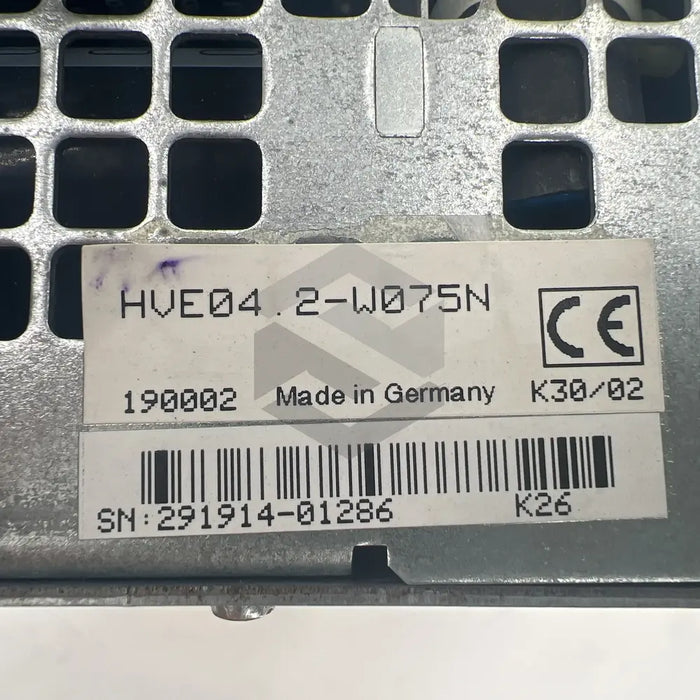 HVE04.2-W075N
CE
190002 Made in Germany K30/02
SN:291914-01286 K26